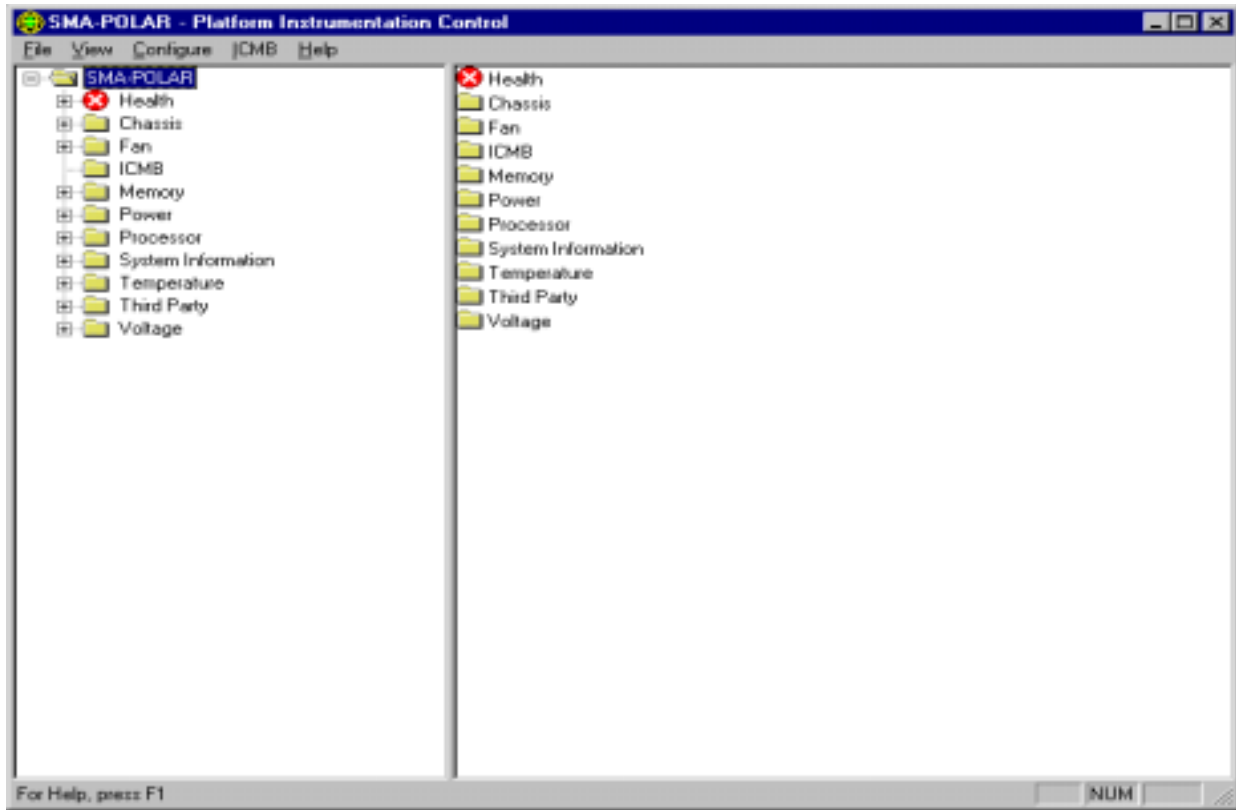 SMA-POLAR - Platform Instrumentation Control
File View Configure ICMB Help
SMA-POLAR
Health
Chassis
Fan
ICMB
Memory
Power
Processor
System Information
Temperature
Third Party
Voltage
Health
Chassis
Fan
ICMB
Memory
Power
Processor
System Information
Temperature
Third Party
Voltage
For Help, press F1
NUM